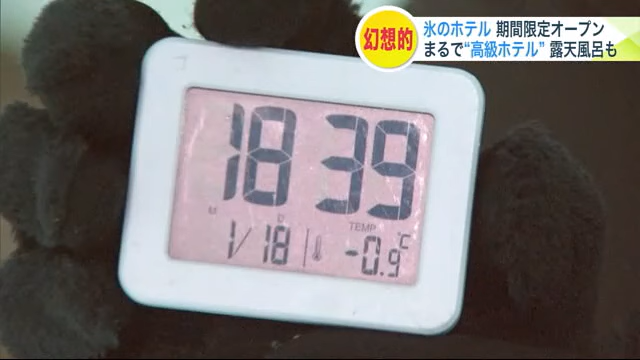 幻想的
氷のホテル 期間限定オープン
まるで“高級ホテル” 露天風呂も
18 39
M D TEMP
1/18 -0.9 ℃